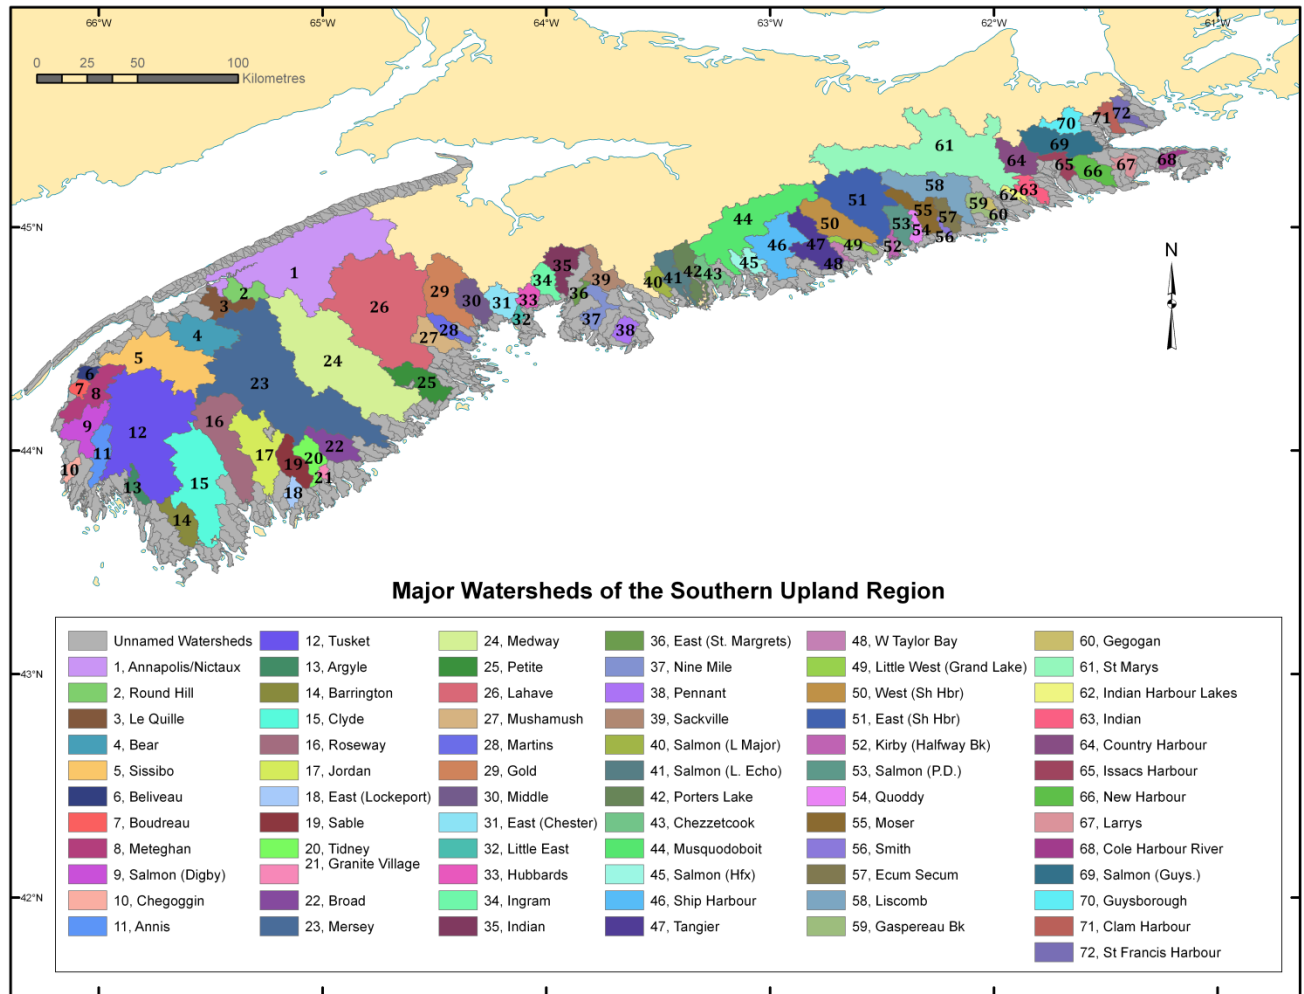 66°W 65°W 64°W 63°W 62°W 61°W
0 25 50 100
Kilometres
70 71 72
61 69
64 65 66 67 68
58 62 63
51 59 60
44 55 57
45°N 50 53 54 56
46 47 49 52
N
35 45 48
1 34 39 40 41 42 43
2 29 30 31 33 36
3 26 32 37 38
4 27 28
5 24
6 23 25
7 8
16
9 12
44°N 11 17 20 22
10 19
13 15 18 21
14
Major Watersheds of the Southern Upland Region
43°N
42°N
Unnamed Watersheds
1, Annapolis/Nictaux
2, Round Hill
3, Le Quille
4, Bear
5, Sissibo
6, Beliveau
7, Boudreau
8, Meteghan
9, Salmon (Digby)
10, Chegoggin
11, Annis
12, Tusket
13, Argyle
14, Barrington
15, Clyde
16, Roseway
17, Jordan
18, East (Lockeport)
19, Sable
20, Tidney
21, Granite Village
22, Broad
23, Mersey
24, Medway
25, Petite
26, Lahave
27, Mushamush
28, Martins
29, Gold
30, Middle
31, East (Chester)
32, Little East
33, Hubbards
34, Ingram
35, Indian
36, East (St. Margrets)
37, Nine Mile
38, Pennant
39, Sackville
40, Salmon (L Major)
41, Salmon (L. Echo)
42, Porters Lake
43, Chezzetcook
44, Musquodoboit
45, Salmon (Hfx)
46, Ship Harbour
47, Tangier
48, W Taylor Bay
49, Little West (Grand Lake)
50, West (Sh Hbr)
51, East (Sh Hbr)
52, Kirby (Halfway Bk)
53, Salmon (P.D.)
54, Quoddy
55, Moser
56, Smith
57, Ecum Secum
58, Liscomb
59, Gaspereau Bk
60, Gegogan
61, St Marys
62, Indian Harbour Lakes
63, Indian
64, Country Harbour
65, Issacs Harbour
66, New Harbour
67, Larrys
68, Cole Harbour River
69, Salmon (Guys.)
70, Guysborough
71, Clam Harbour
72, St Francis Harbour